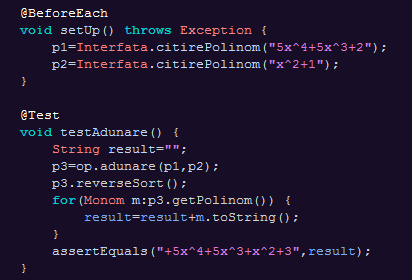 @BeforeEach
void setUp() throws Exception {
p1=Interfata.citirePolinom("5x^4+5x^3+2");
p2=Interfata.citirePolinom("x^2+1");
}
@Test
void testAdunare() {
String result="";
p3=op.adunare(p1,p2);
p3.reverseSort();
for(Monom m:p3.getPolinom()) {
result=result+m.toString();
}
assertEquals("+5x^4+5x^3+x^2+3",result);
}